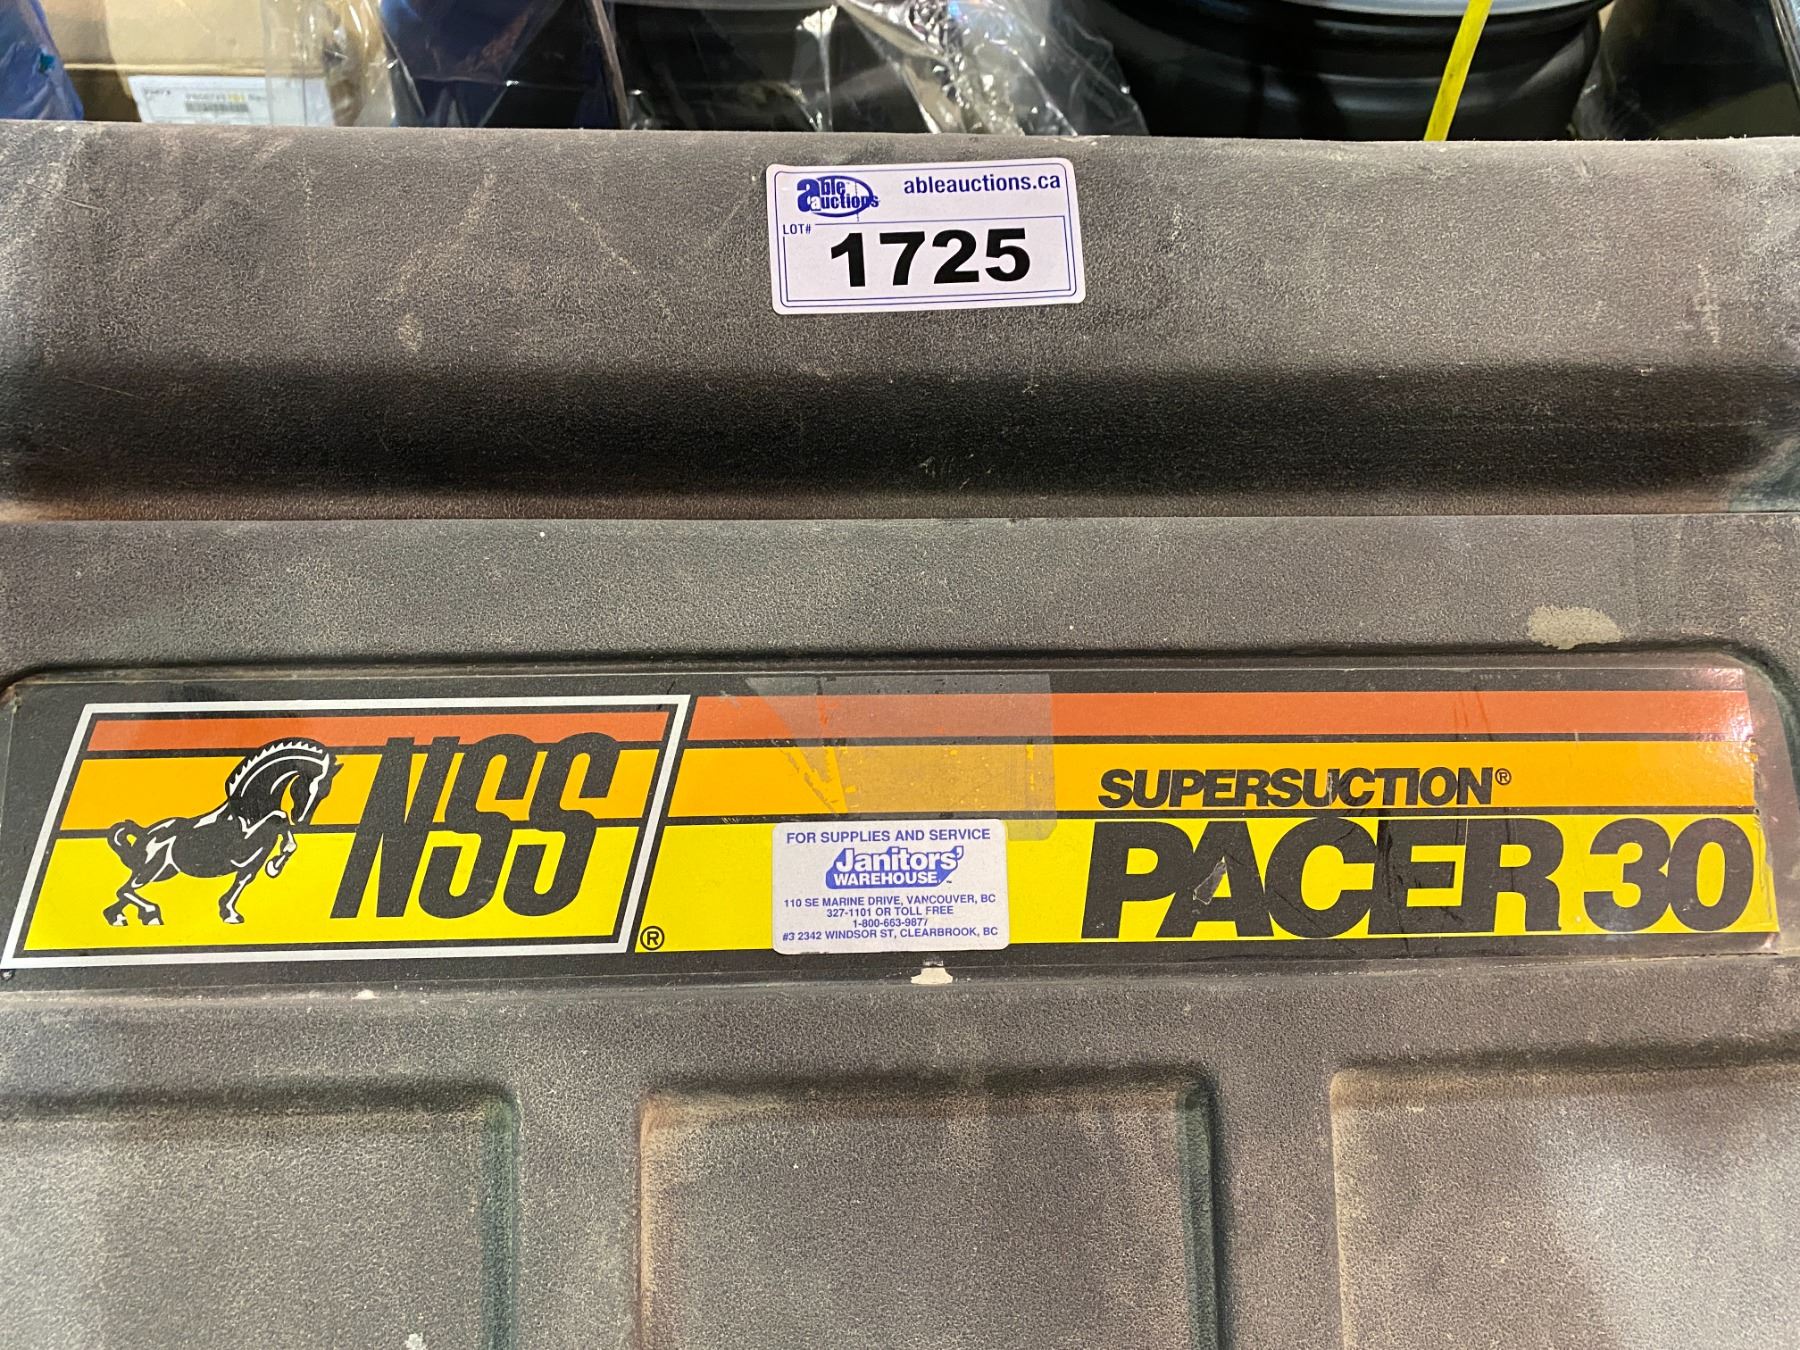 able auctions
ableauctions.ca
LOT#
1725
NSS
®
SUPERSUCTION®
PACER 30
FOR SUPPLIES AND SERVICE
Janitors'
WAREHOUSE
110 SE MARINE DRIVE, VANCOUVER, BC
327-1101 OR TOLL FREE
1-800-663-9877
#3 2342 WINDSOR ST, CLEARBROOK, BC